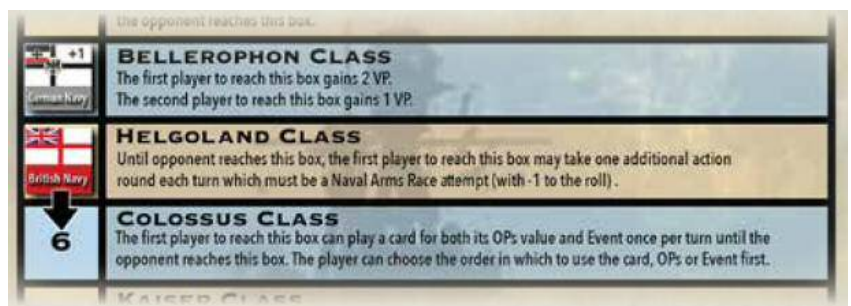 the opponent reaches this box.
+1
German Navy
BELLEROPHON CLASS
The first player to reach this box gains 2 VP.
The second player to reach this box gains 1 VP.
British Navy
HELGOLAND CLASS
Until opponent reaches this box, the first player to reach this box may take one additional action
round each turn which must be a Naval Arms Race attempt (with -1 to the roll) .
6
COLOSSUS CLASS
The first player to reach this box can play a card for both its OPs value and Event once per turn until the
opponent reaches this box. The player can choose the order in which to use the card, OPs or Event first.
KAISER CLASS